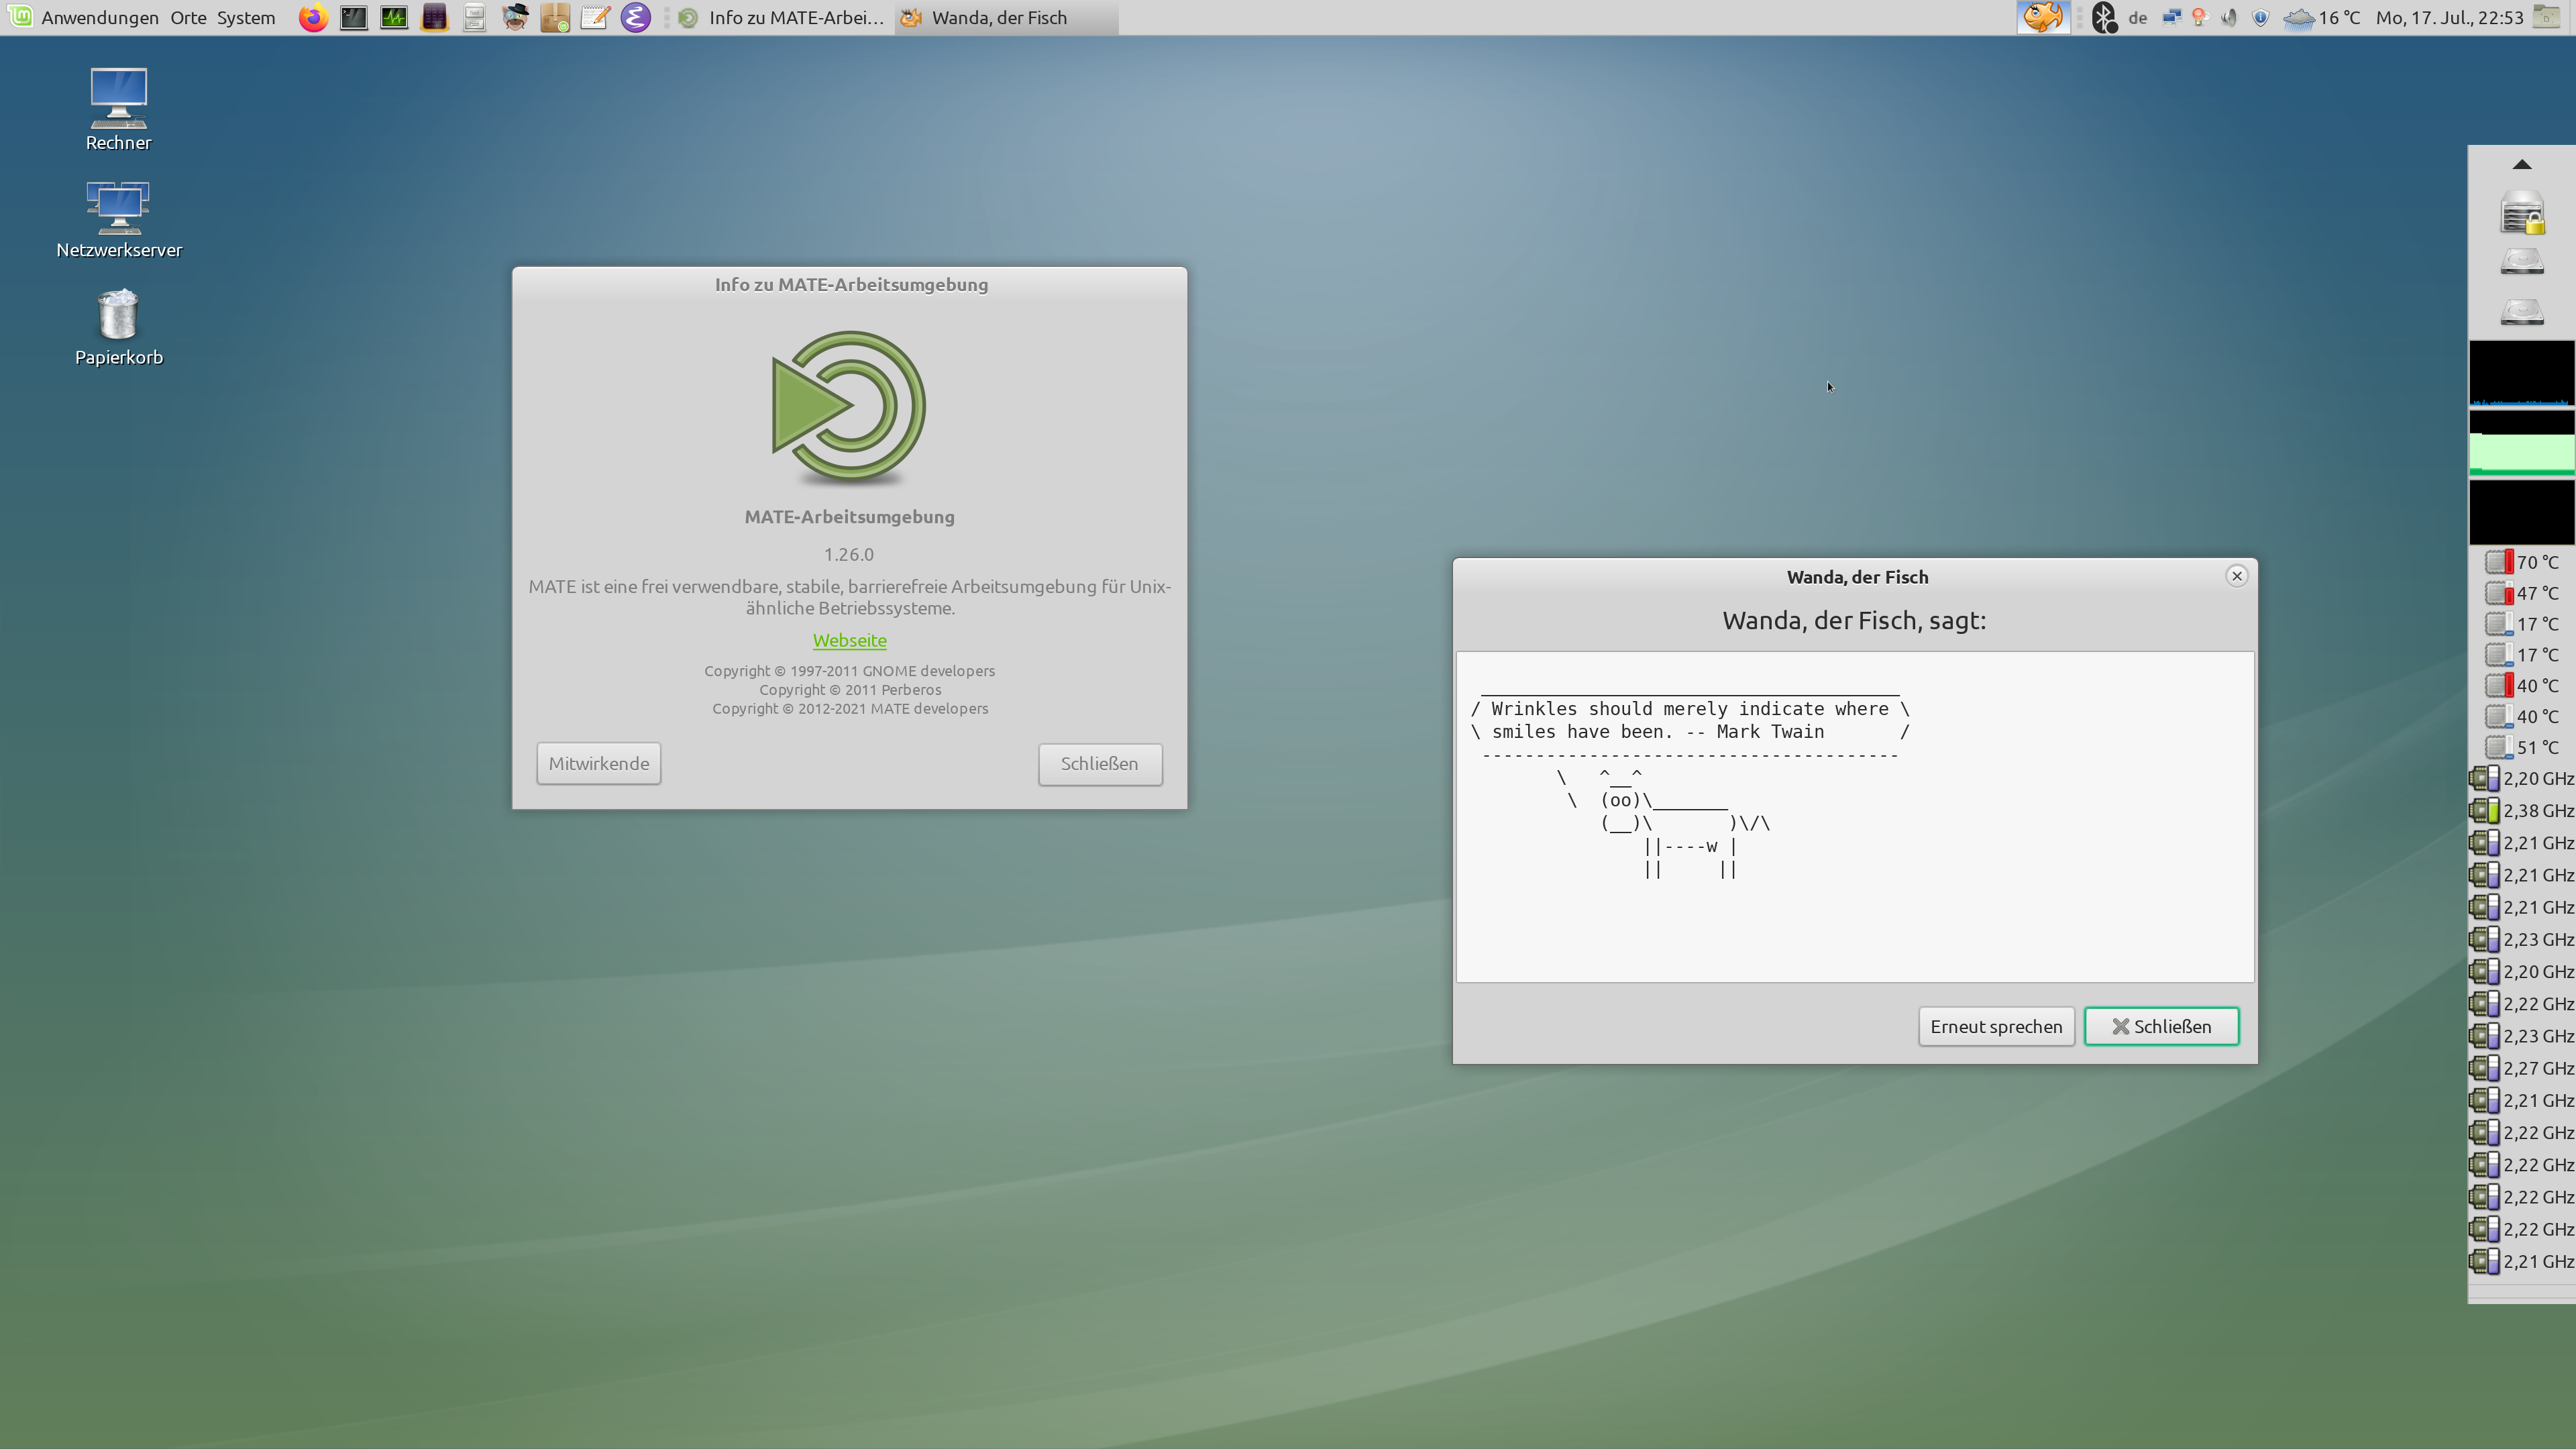 Anwendungen Orte System Info zu MATE-Arbei... Wanda, der Fisch de 16 °C Mo, 17. Jul., 22:53
Rechner
Netzwerkserver
Papierkorb
Info zu MATE-Arbeitsumgebung
MATE-Arbeitsumgebung
1.26.0
MATE ist eine frei verwendbare, stabile, barrierefreie Arbeitsumgebung für Unix-
ähnliche Betriebssysteme.
Webseite
Copyright © 1997-2011 GNOME developers
Copyright © 2011 Perberos
Copyright © 2012-2021 MATE developers
Mitwirkende Schließen
Wanda, der Fisch
Wanda, der Fisch, sagt:
 _______________________________________
/ Wrinkles should merely indicate where \
\ smiles have been. -- Mark Twain       /
 ---------------------------------------
        \   ^__^
         \  (oo)\_______
            (__)\       )\/\
                ||----w |
                ||     ||
Erneut sprechen Schließen
70 °C
47 °C
17 °C
17 °C
40 °C
40 °C
51 °C
2,20 GHz
2,38 GHz
2,21 GHz
2,21 GHz
2,21 GHz
2,23 GHz
2,20 GHz
2,22 GHz
2,23 GHz
2,27 GHz
2,21 GHz
2,22 GHz
2,22 GHz
2,22 GHz
2,22 GHz
2,21 GHz